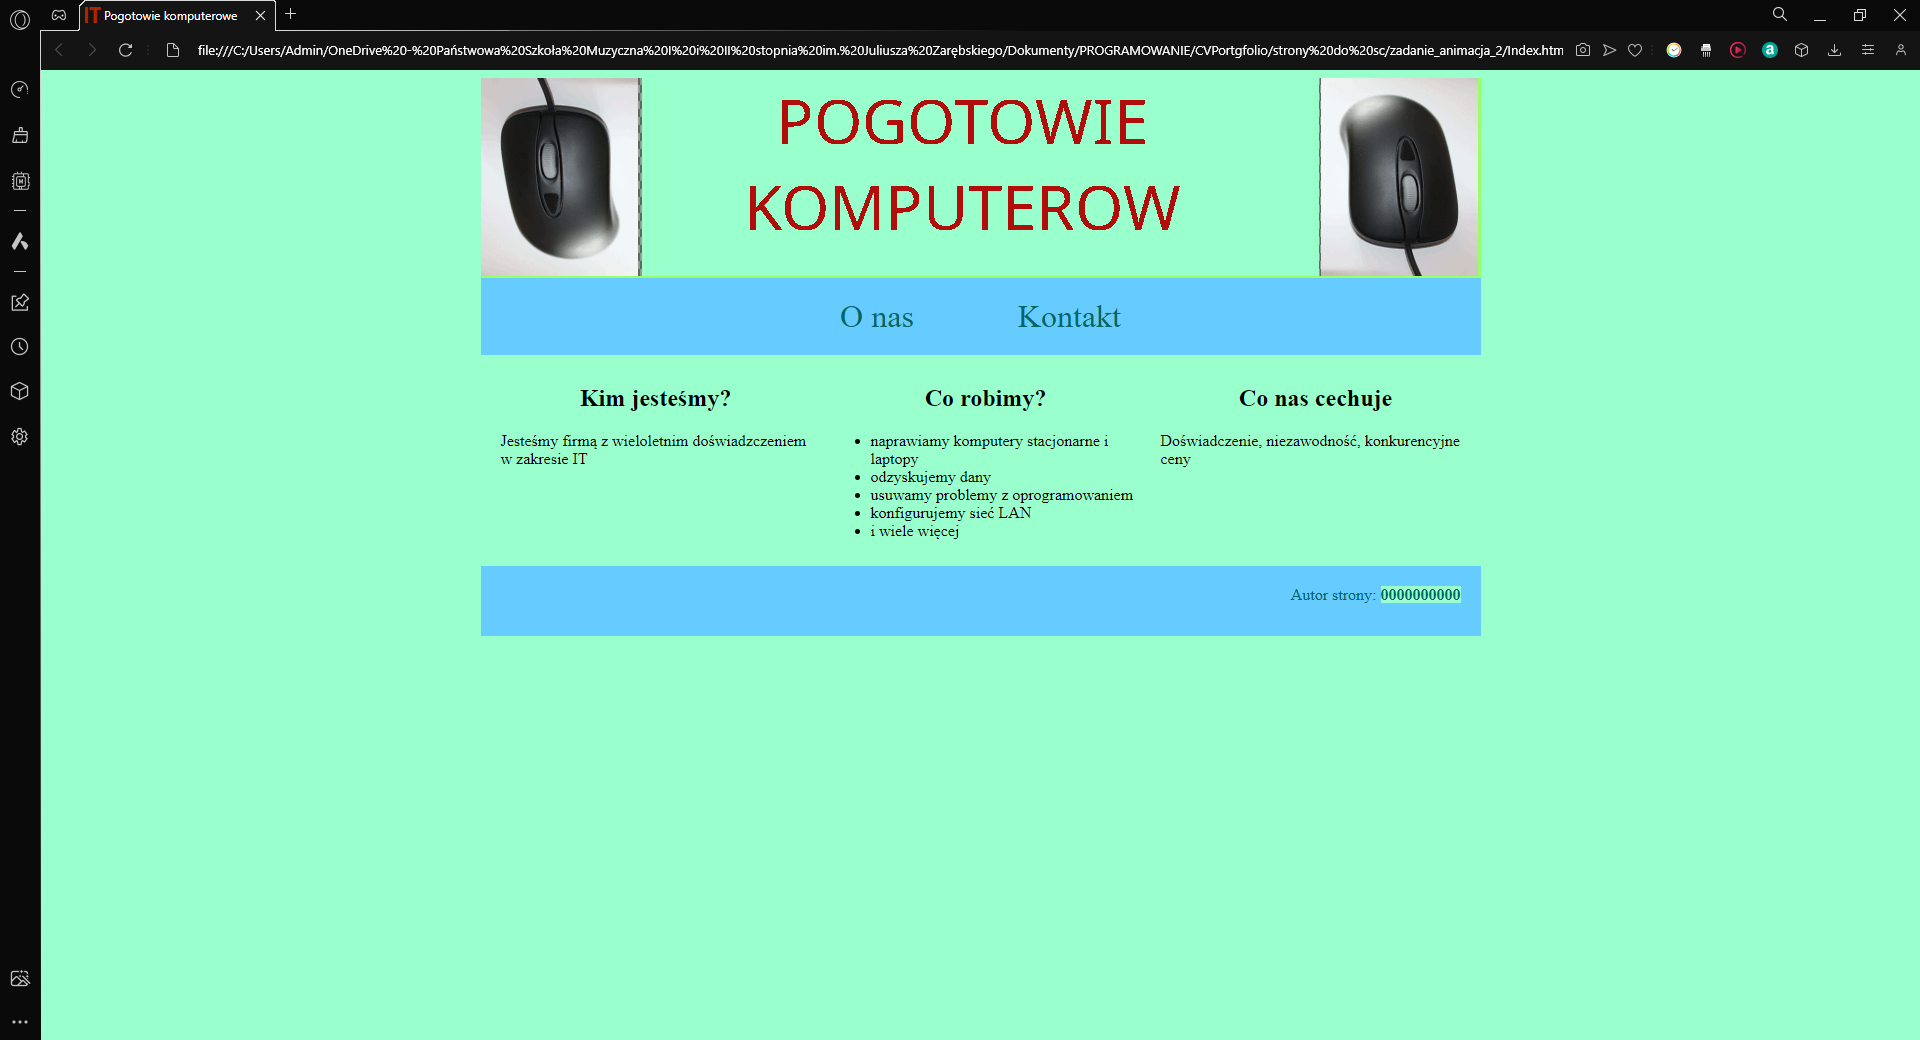 IT Pogotowie komputerowe
file:///C:/Users/Admin/OneDrive%20-%20Państwowa%20Szkoła%20Muzyczna%20I%20i%20II%20stopnia%20im.%20Juliusza%20Zarębskiego/Dokumenty/PROGRAMOWANIE/CVPortgfolio/strony%20do%20sc/zadanie_animacja_2/Index.htm
a
POGOTOWIE
KOMPUTEROW
O nas
Kontakt
Kim jesteśmy?
Jesteśmy firmą z wieloletnim doświadzczeniem
w zakresie IT
Co robimy?
naprawiamy komputery stacjonarne i
laptopy
odzyskujemy dany
usuwamy problemy z oprogramowaniem
konfigurujemy sieć LAN
i wiele więcej
Co nas cechuje
Doświadczenie, niezawodność, konkurencyjne
ceny
Autor strony: 0000000000